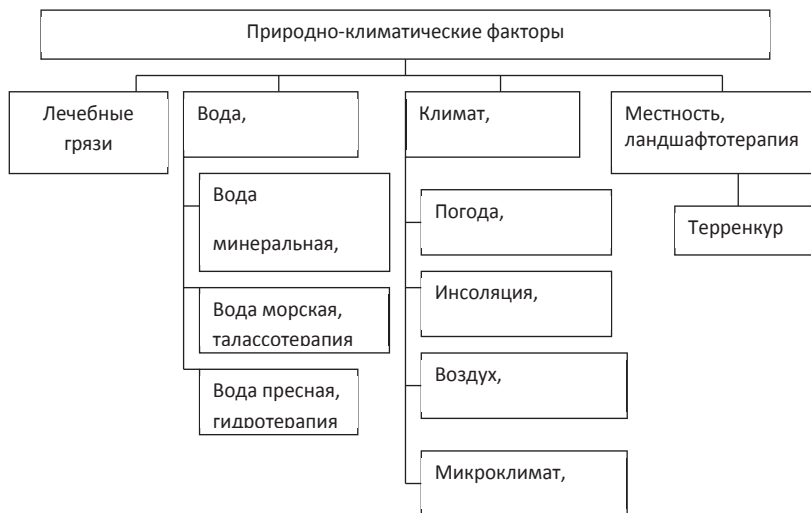 Природно-климатические факторы
Лечебные
грязи
Вода,
Климат,
Местность,
ландшафтотерапия
Вода
минеральная,
Погода,
Терренкур
Вода морская,
талассотерапия
Инсоляция,
Вода пресная,
гидротерапия
Воздух,
Микроклимат,